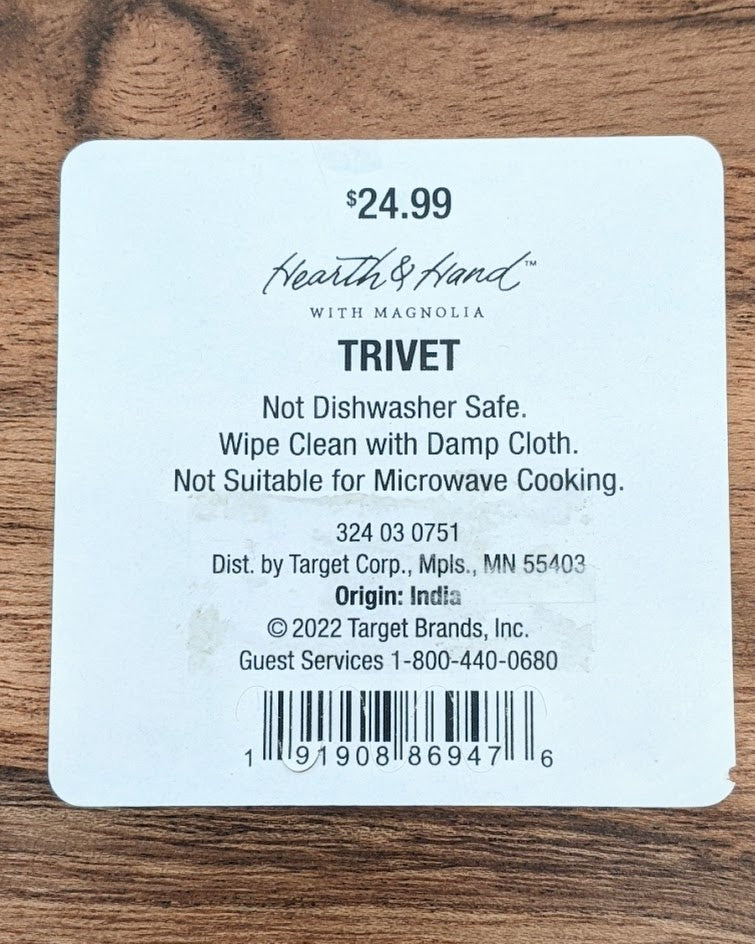 $24.99
Hearth & Hand™
WITH MAGNOLIA
TRIVET
Not Dishwasher Safe.
Wipe Clean with Damp Cloth.
Not Suitable for Microwave Cooking.
324 03 0751
Dist. by Target Corp., Mpls., MN 55403
Origin: India
© 2022 Target Brands, Inc.
Guest Services 1-800-440-0680
1 91908 86947 6